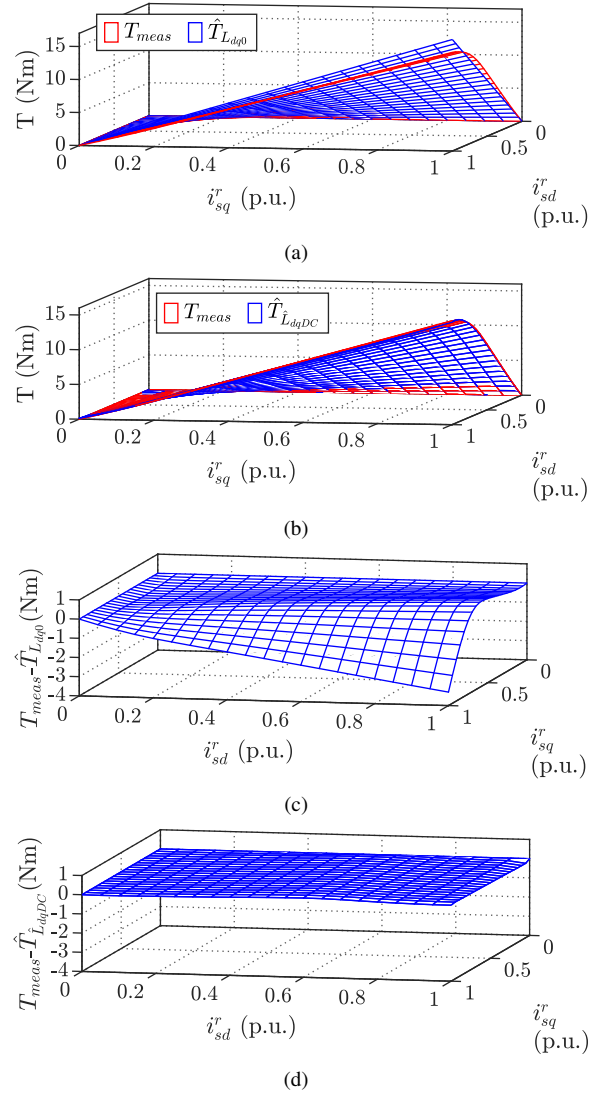 15
10
5
0
T (Nm)
T_meas T̂_{L_dq0}
0 0.2 0.4 0.6 0.8 1
i^r_sq (p.u.)
1 0.5 0
i^r_sd
(p.u.)
(a)
15
10
5
0
T (Nm)
T_meas T̂_{L̂_dqDC}
0 0.2 0.4 0.6 0.8 1
i^r_sq (p.u.)
1 0.5 0
i^r_sd
(p.u.)
(b)
1
0
-1
-2
-3
-4
T_meas-T̂_{L_dq0}(Nm)
0 0.2 0.4 0.6 0.8 1
i^r_sd (p.u.)
1 0.5 0
i^r_sq
(p.u.)
(c)
1
0
-1
-2
-3
-4
T_meas-T̂_{L̂_dqDC}(Nm)
0 0.2 0.4 0.6 0.8 1
i^r_sd (p.u.)
1 0.5 0
i^r_sq
(p.u.)
(d)